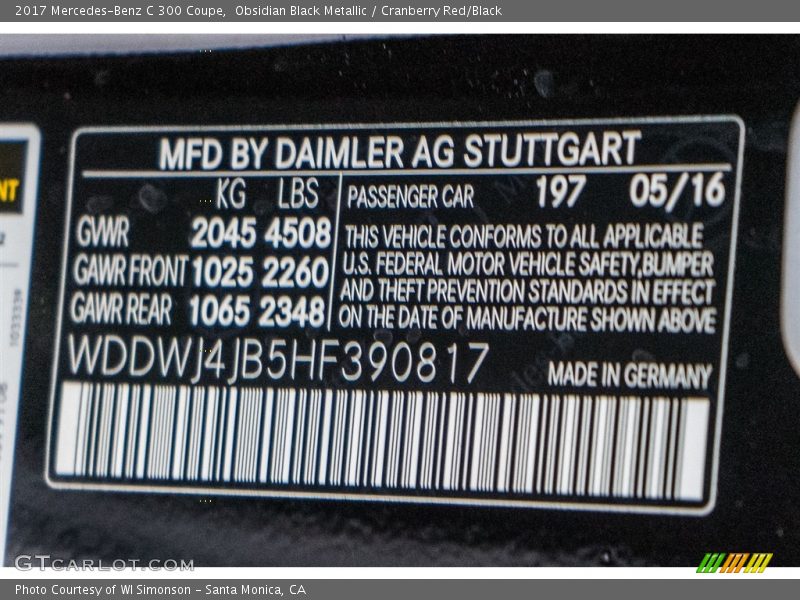 2017 Mercedes-Benz C 300 Coupe, Obsidian Black Metallic / Cranberry Red/Black
MFD BY DAIMLER AG STUTTGART
KG LBS
GWR 2045 4508
GAWR FRONT 1025 2260
GAWR REAR 1065 2348
PASSENGER CAR 197 05/16
THIS VEHICLE CONFORMS TO ALL APPLICABLE
U.S. FEDERAL MOTOR VEHICLE SAFETY, BUMPER
AND THEFT PREVENTION STANDARDS IN EFFECT
ON THE DATE OF MANUFACTURE SHOWN ABOVE
WDDWJ4JB5HF390817
MADE IN GERMANY
GTCARLOT.COM
Photo Courtesy of WI Simonson - Santa Monica, CA